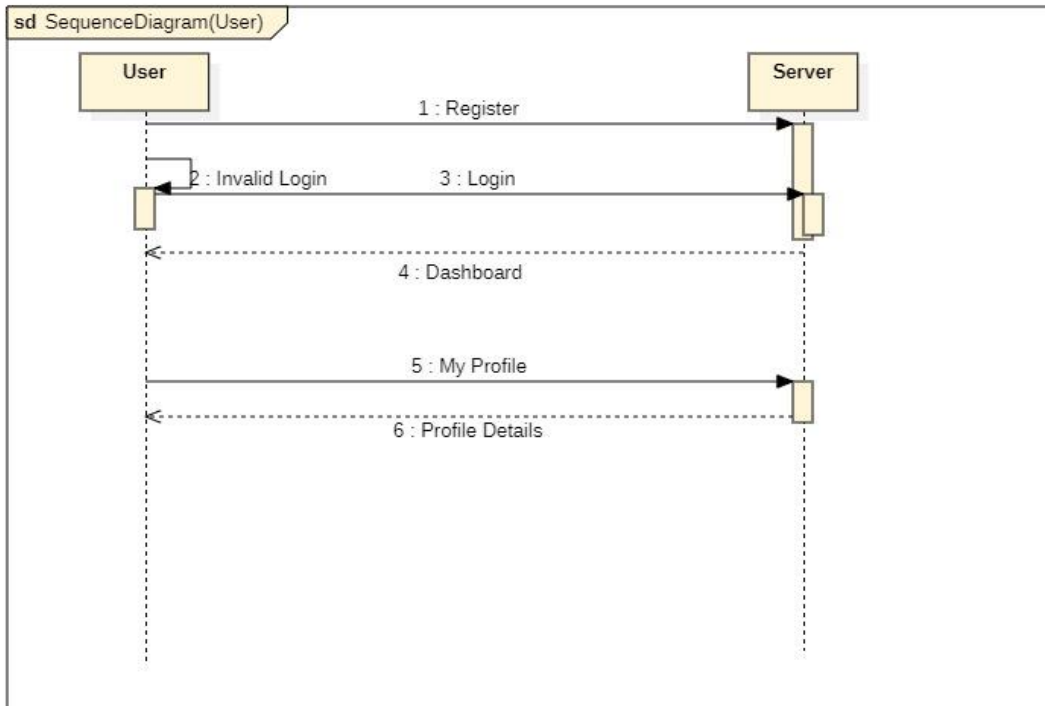 sd SequenceDiagram(User)
User
Server
1 : Register
2 : Invalid Login
3 : Login
4 : Dashboard
5 : My Profile
6 : Profile Details